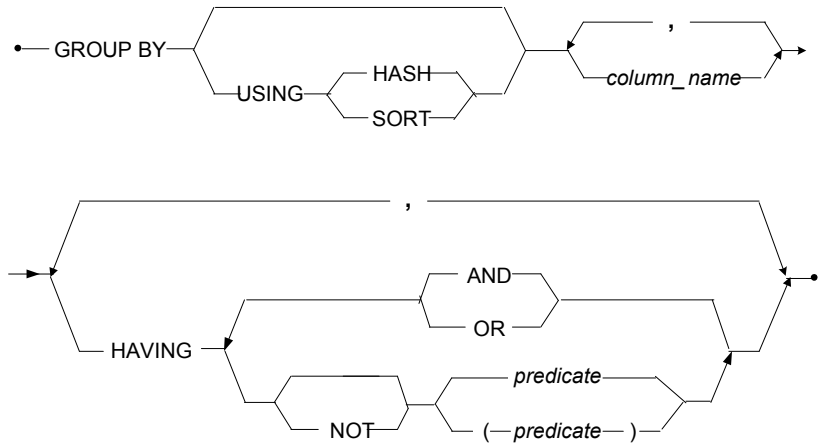 ,
GROUP BY
HASH
USING
column_name
SORT
,
AND
OR
HAVING
predicate
NOT
( predicate )